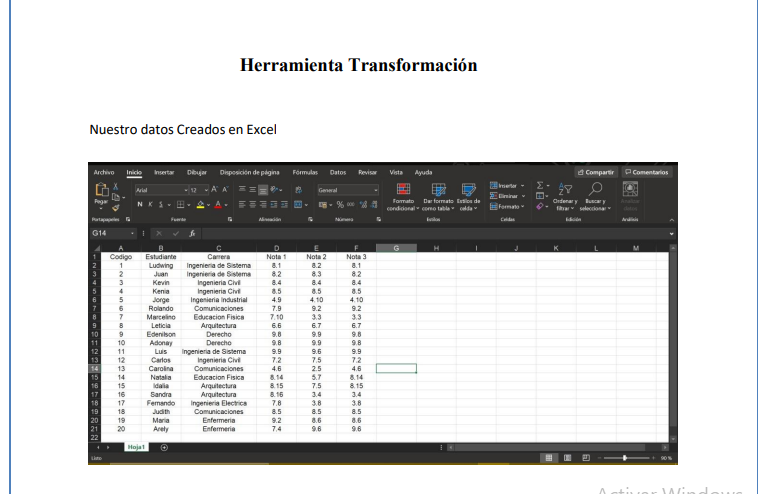 Herramienta Transformación
Nuestro datos Creados en Excel
Archivo Inicio Insertar Dibujar Disposición de página Fórmulas Datos Revisar Vista Ayuda Compartir Comentarios
Pegar Arial 12 N K S General Formato condicional Dar formato como tabla Estilos de celda Insertar Eliminar Formato Ordenar y filtrar Buscar y seleccionar Analizar datos
Portapapeles Fuente Alineación Número Estilos Celdas Edición Análisis
G14 fx
A B C D E F G H I J K L M
1 Codigo Estudiante Carrera Nota 1 Nota 2 Nota 3
2 1 Ludwing Ingenieria de Sistema 8.1 8.2 8.1
3 2 Juan Ingenieria de Sistema 8.2 8.3 8.2
4 3 Kevin Ingenieria Civil 8.4 8.4 8.4
5 4 Kenia Ingenieria Civil 8.5 8.5 8.5
6 5 Jorge Ingenieria Industrial 4.9 4.10 4.10
7 6 Rolando Comunicaciones 7.9 9.2 9.2
8 7 Marcelino Educacion Fisica 7.10 3.3 3.3
9 8 Leticia Arquitectura 6.6 6.7 6.7
10 9 Edenilson Derecho 9.8 9.9 9.8
11 10 Adonay Derecho 9.8 9.9 9.8
12 11 Luis Ingenieria de Sistema 9.9 9.6 9.9
13 12 Carlos Ingenieria Civil 7.2 7.5 7.2
14 13 Carolina Comunicaciones 4.6 2.5 4.6
15 14 Natalia Educacion Fisica 8.14 5.7 8.14
16 15 Idalia Arquitectura 8.15 7.5 8.15
17 16 Sandra Arquitectura 8.16 3.4 3.4
18 17 Fernando Ingenieria Electrica 7.8 3.8 3.8
19 18 Judith Comunicaciones 8.5 8.5 8.5
20 19 Maria Enfermeria 9.2 8.6 8.6
21 20 Arely Enfermeria 7.4 9.6 9.6
22
Hoja1
Listo 90 %
Activar Windows